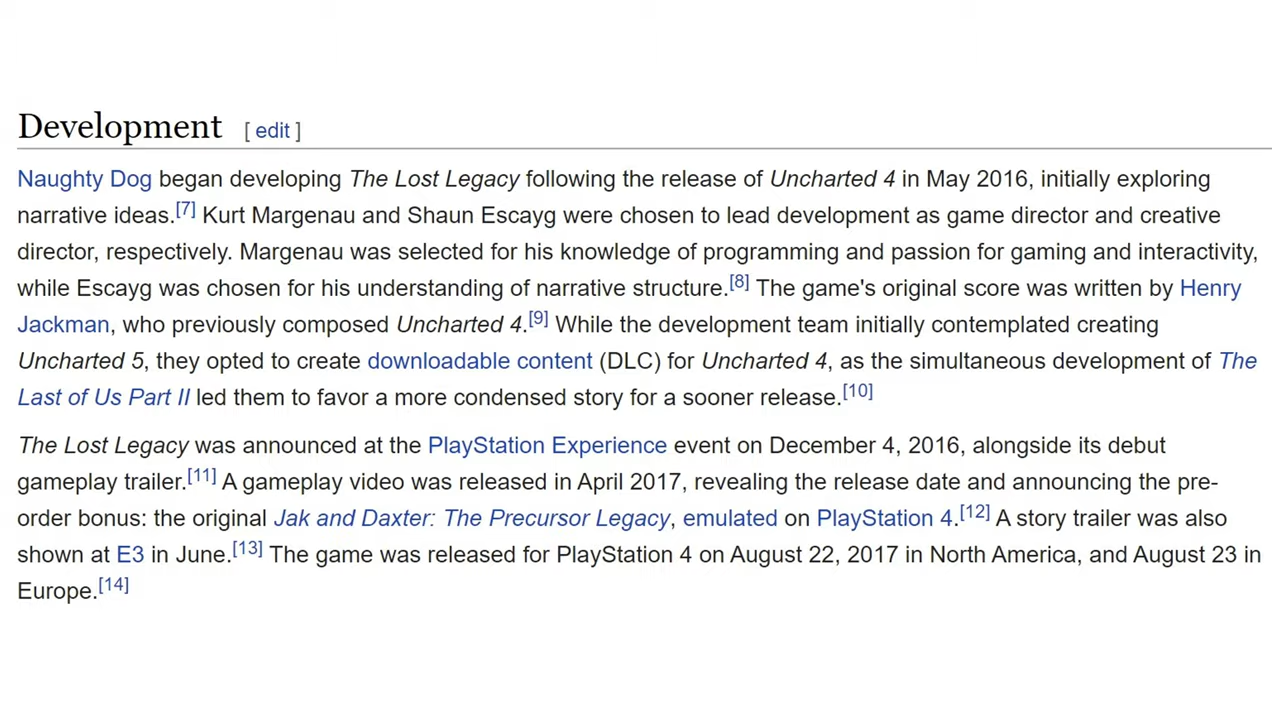 Development [ edit ]
Naughty Dog began developing The Lost Legacy following the release of Uncharted 4 in May 2016, initially exploring
narrative ideas.[7] Kurt Margenau and Shaun Escayg were chosen to lead development as game director and creative
director, respectively. Margenau was selected for his knowledge of programming and passion for gaming and interactivity,
while Escayg was chosen for his understanding of narrative structure.[8] The game's original score was written by Henry
Jackman, who previously composed Uncharted 4.[9] While the development team initially contemplated creating
Uncharted 5, they opted to create downloadable content (DLC) for Uncharted 4, as the simultaneous development of The
Last of Us Part II led them to favor a more condensed story for a sooner release.[10]
The Lost Legacy was announced at the PlayStation Experience event on December 4, 2016, alongside its debut
gameplay trailer.[11] A gameplay video was released in April 2017, revealing the release date and announcing the pre-
order bonus: the original Jak and Daxter: The Precursor Legacy, emulated on PlayStation 4.[12] A story trailer was also
shown at E3 in June.[13] The game was released for PlayStation 4 on August 22, 2017 in North America, and August 23 in
Europe.[14]